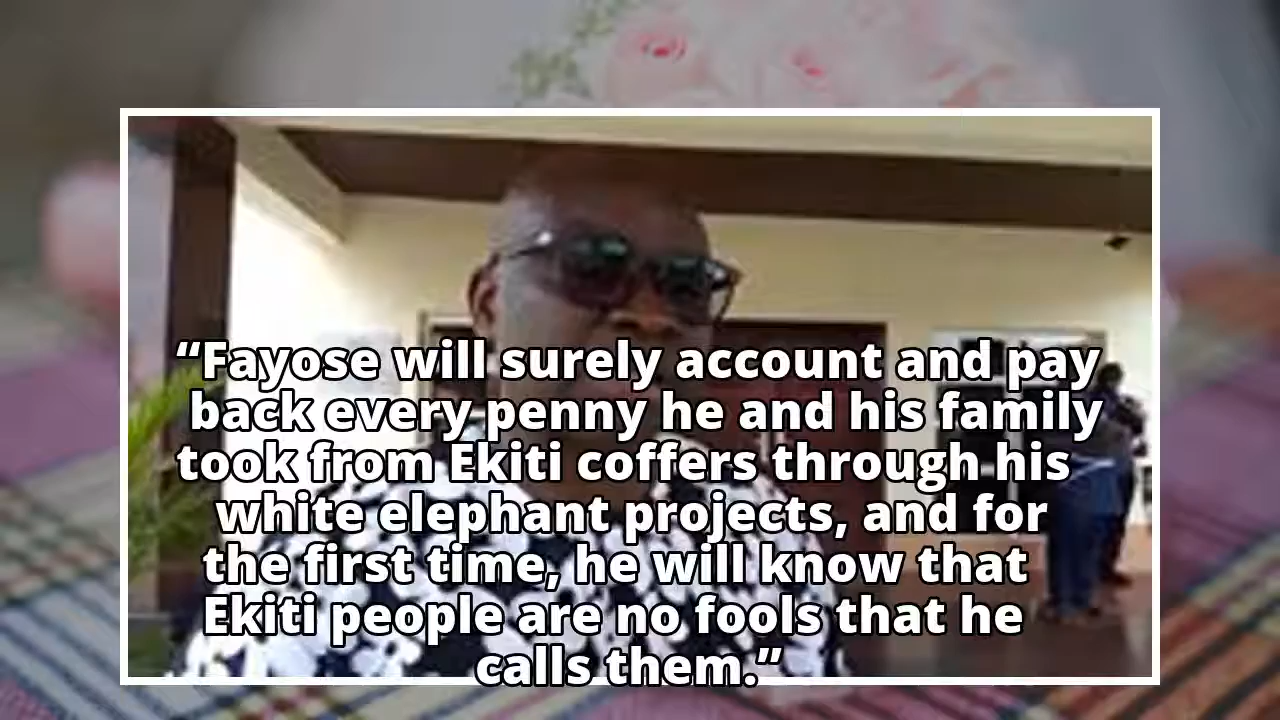 “Fayose will surely account and pay
back every penny he and his family
took from Ekiti coffers through his
white elephant projects, and for
the first time, he will know that
Ekiti people are no fools that he
calls them.”